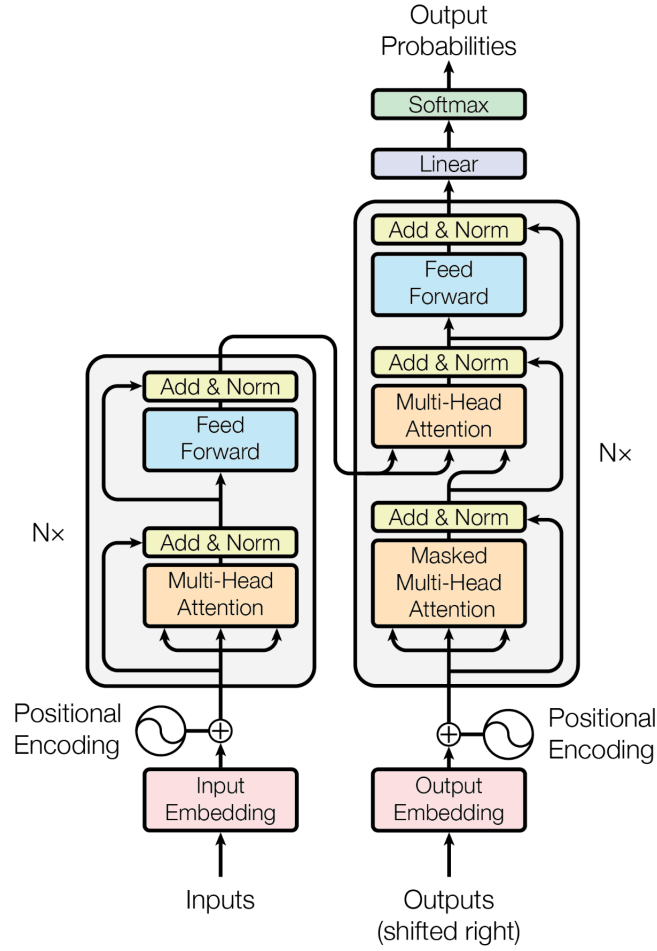 Output
Probabilities
Softmax
Linear
Add & Norm
Feed
Forward
Add & Norm
Multi-Head
Attention
Add & Norm
Masked
Multi-Head
Attention
N×
Add & Norm
Feed
Forward
Add & Norm
Multi-Head
Attention
N×
Positional
Encoding
Positional
Encoding
Input
Embedding
Output
Embedding
Inputs
Outputs
(shifted right)